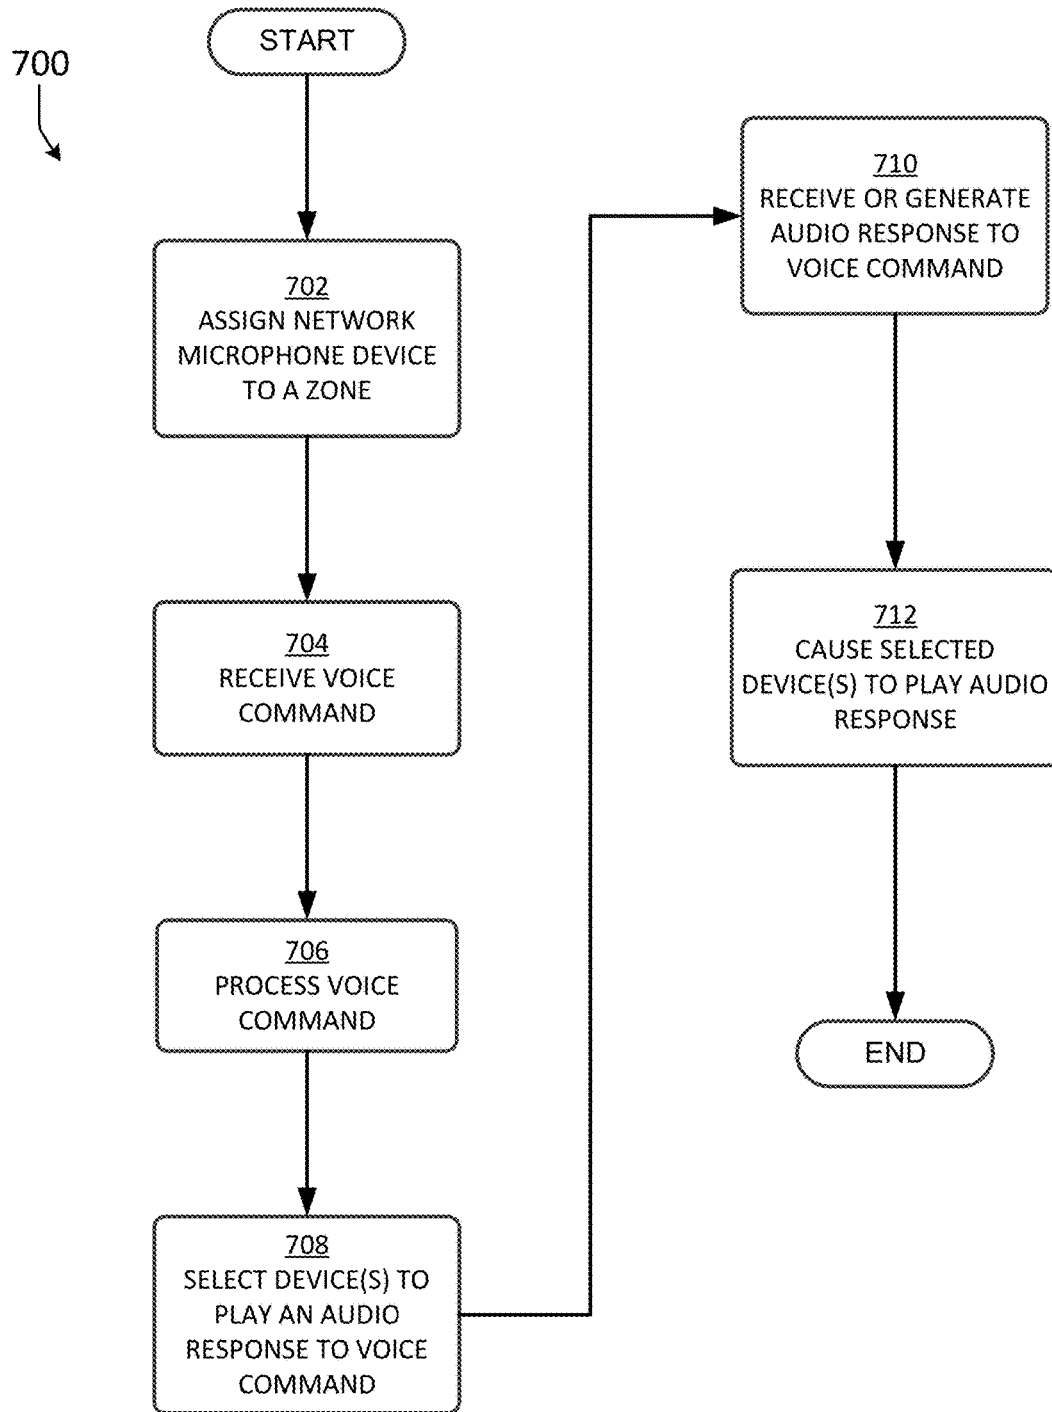 700
START
702
ASSIGN NETWORK
MICROPHONE DEVICE
TO A ZONE
704
RECEIVE VOICE
COMMAND
706
PROCESS VOICE
COMMAND
708
SELECT DEVICE(S) TO
PLAY AN AUDIO
RESPONSE TO VOICE
COMMAND
710
RECEIVE OR GENERATE
AUDIO RESPONSE TO
VOICE COMMAND
712
CAUSE SELECTED
DEVICE(S) TO PLAY AUDIO
RESPONSE
END